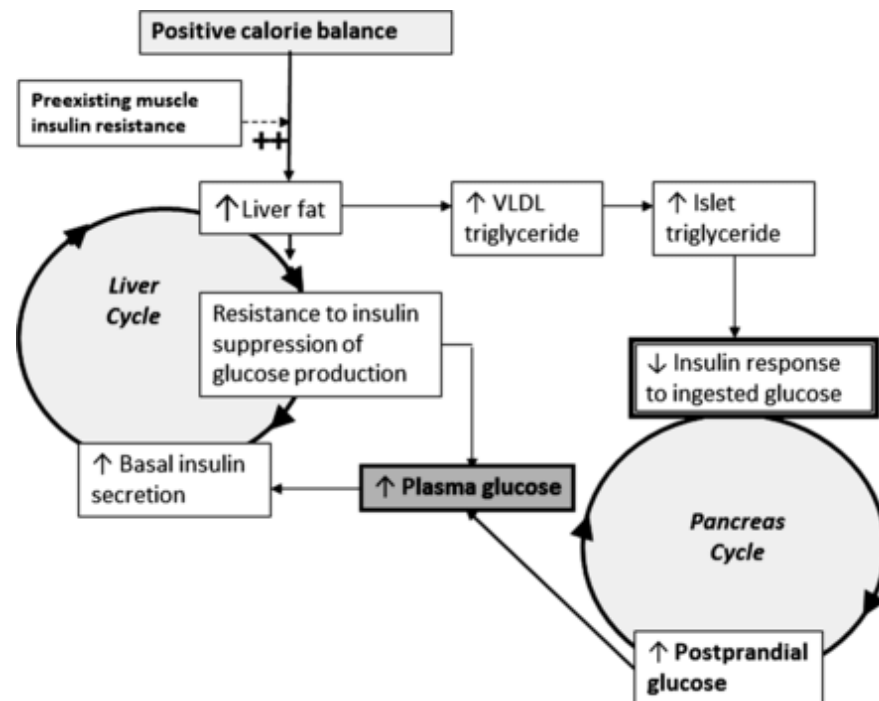 Positive calorie balance
Preexisting muscle
insulin resistance
++
↑Liver fat
↑ VLDL
triglyceride
↑ Islet
triglyceride
Liver
Cycle
Resistance to insulin
suppression of
glucose production
↓ Insulin response
to ingested glucose
↑ Basal insulin
secretion
↑ Plasma glucose
Pancreas
Cycle
↑ Postprandial
glucose